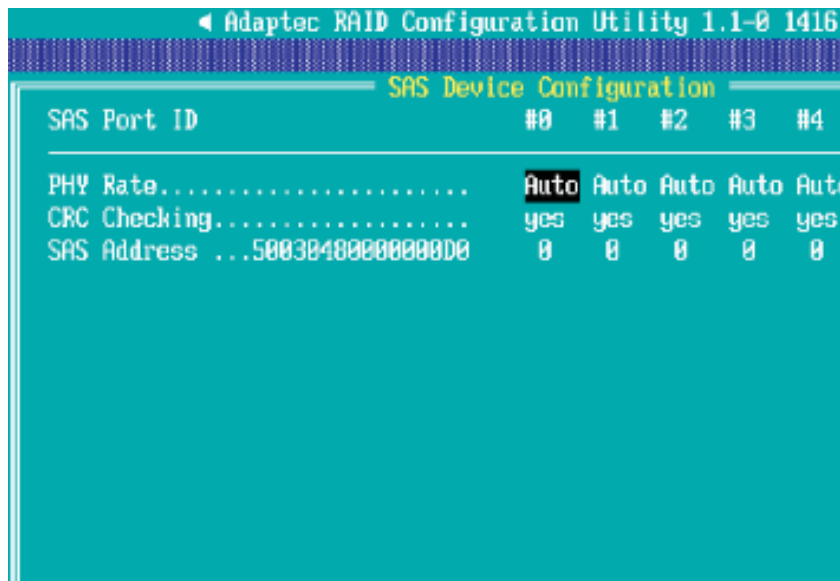 ◄ Adaptec RAID Configuration Utility 1.1-0 1416
SAS Device Configuration
SAS Port ID #0 #1 #2 #3 #4
PHY Rate....................... Auto Auto Auto Auto Auto
CRC Checking................... yes yes yes yes yes
SAS Address ...50030480000000D0 0 0 0 0 0